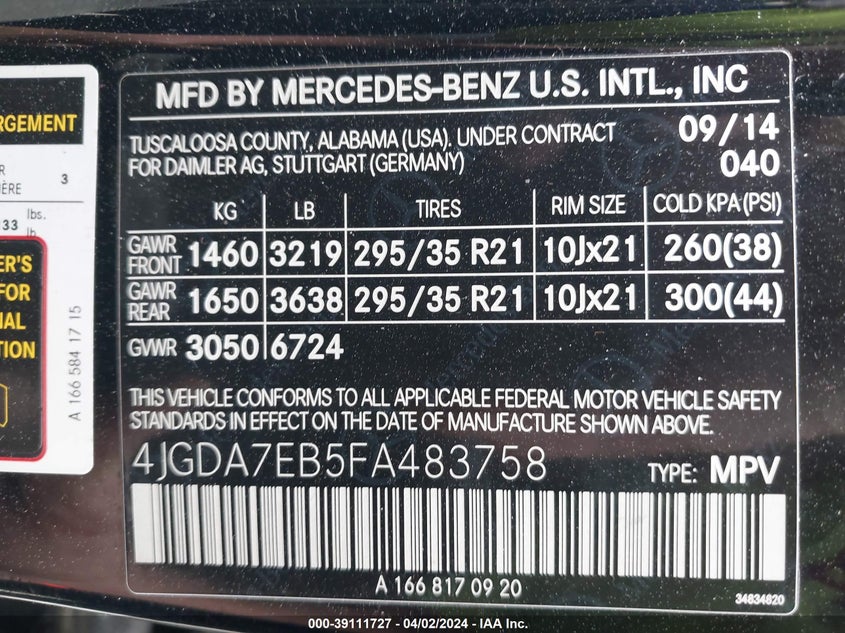 RGEMENT
3
33 lbs.
lb.
ER'S
FOR
NAL
TION
A 166 584 17 15
MFD BY MERCEDES-BENZ U.S. INTL., INC
TUSCALOOSA COUNTY, ALABAMA (USA). UNDER CONTRACT 09/14
FOR DAIMLER AG, STUTTGART (GERMANY) 040
KG LB TIRES RIM SIZE COLD KPA (PSI)
GAWR FRONT 1460 3219 295/35 R21 10Jx21 260(38)
GAWR REAR 1650 3638 295/35 R21 10Jx21 300(44)
GVWR 3050 6724
THIS VEHICLE CONFORMS TO ALL APPLICABLE FEDERAL MOTOR VEHICLE SAFETY
STANDARDS IN EFFECT ON THE DATE OF MANUFACTURE SHOWN ABOVE.
4JGDA7EB5FA483758 TYPE: MPV
A 166 817 09 20
34834820
000-39111727 - 04/02/2024 - IAA Inc.